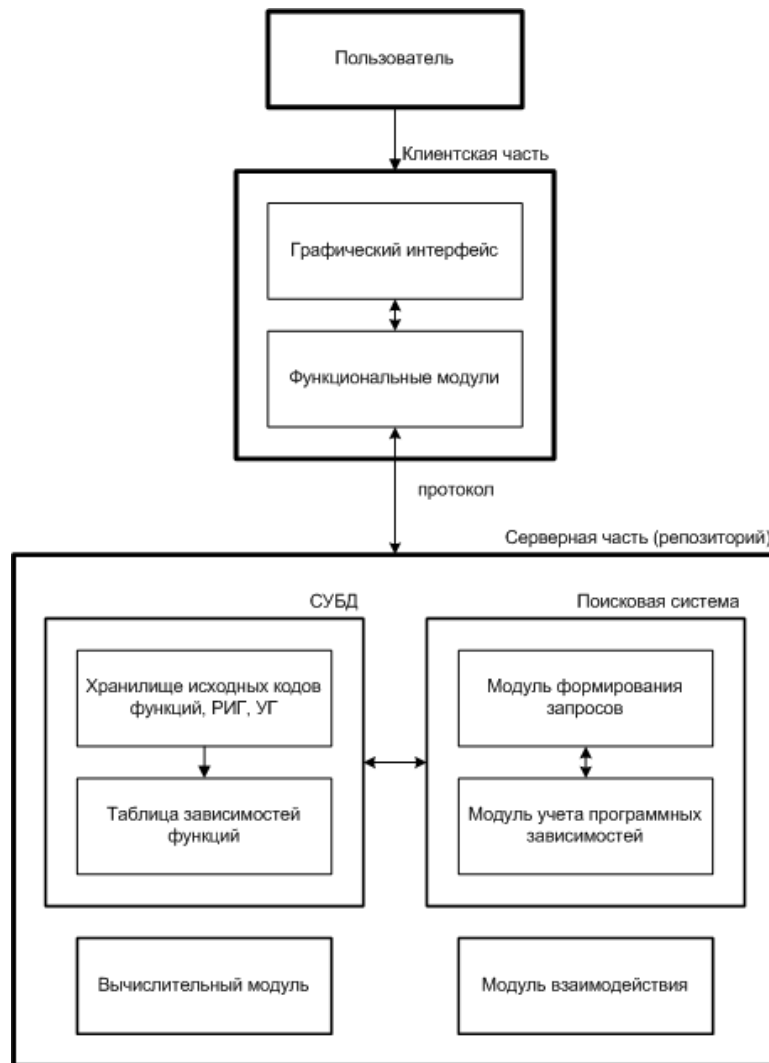 Пользователь
Клиентская часть
Графический интерфейс
Функциональные модули
протокол
Серверная часть (репозиторий)
СУБД
Поисковая система
Хранилище исходных кодов
функций, РИГ, УГ
Модуль формирования
запросов
Таблица зависимостей
функций
Модуль учета программных
зависимостей
Вычислительный модуль
Модуль взаимодействия